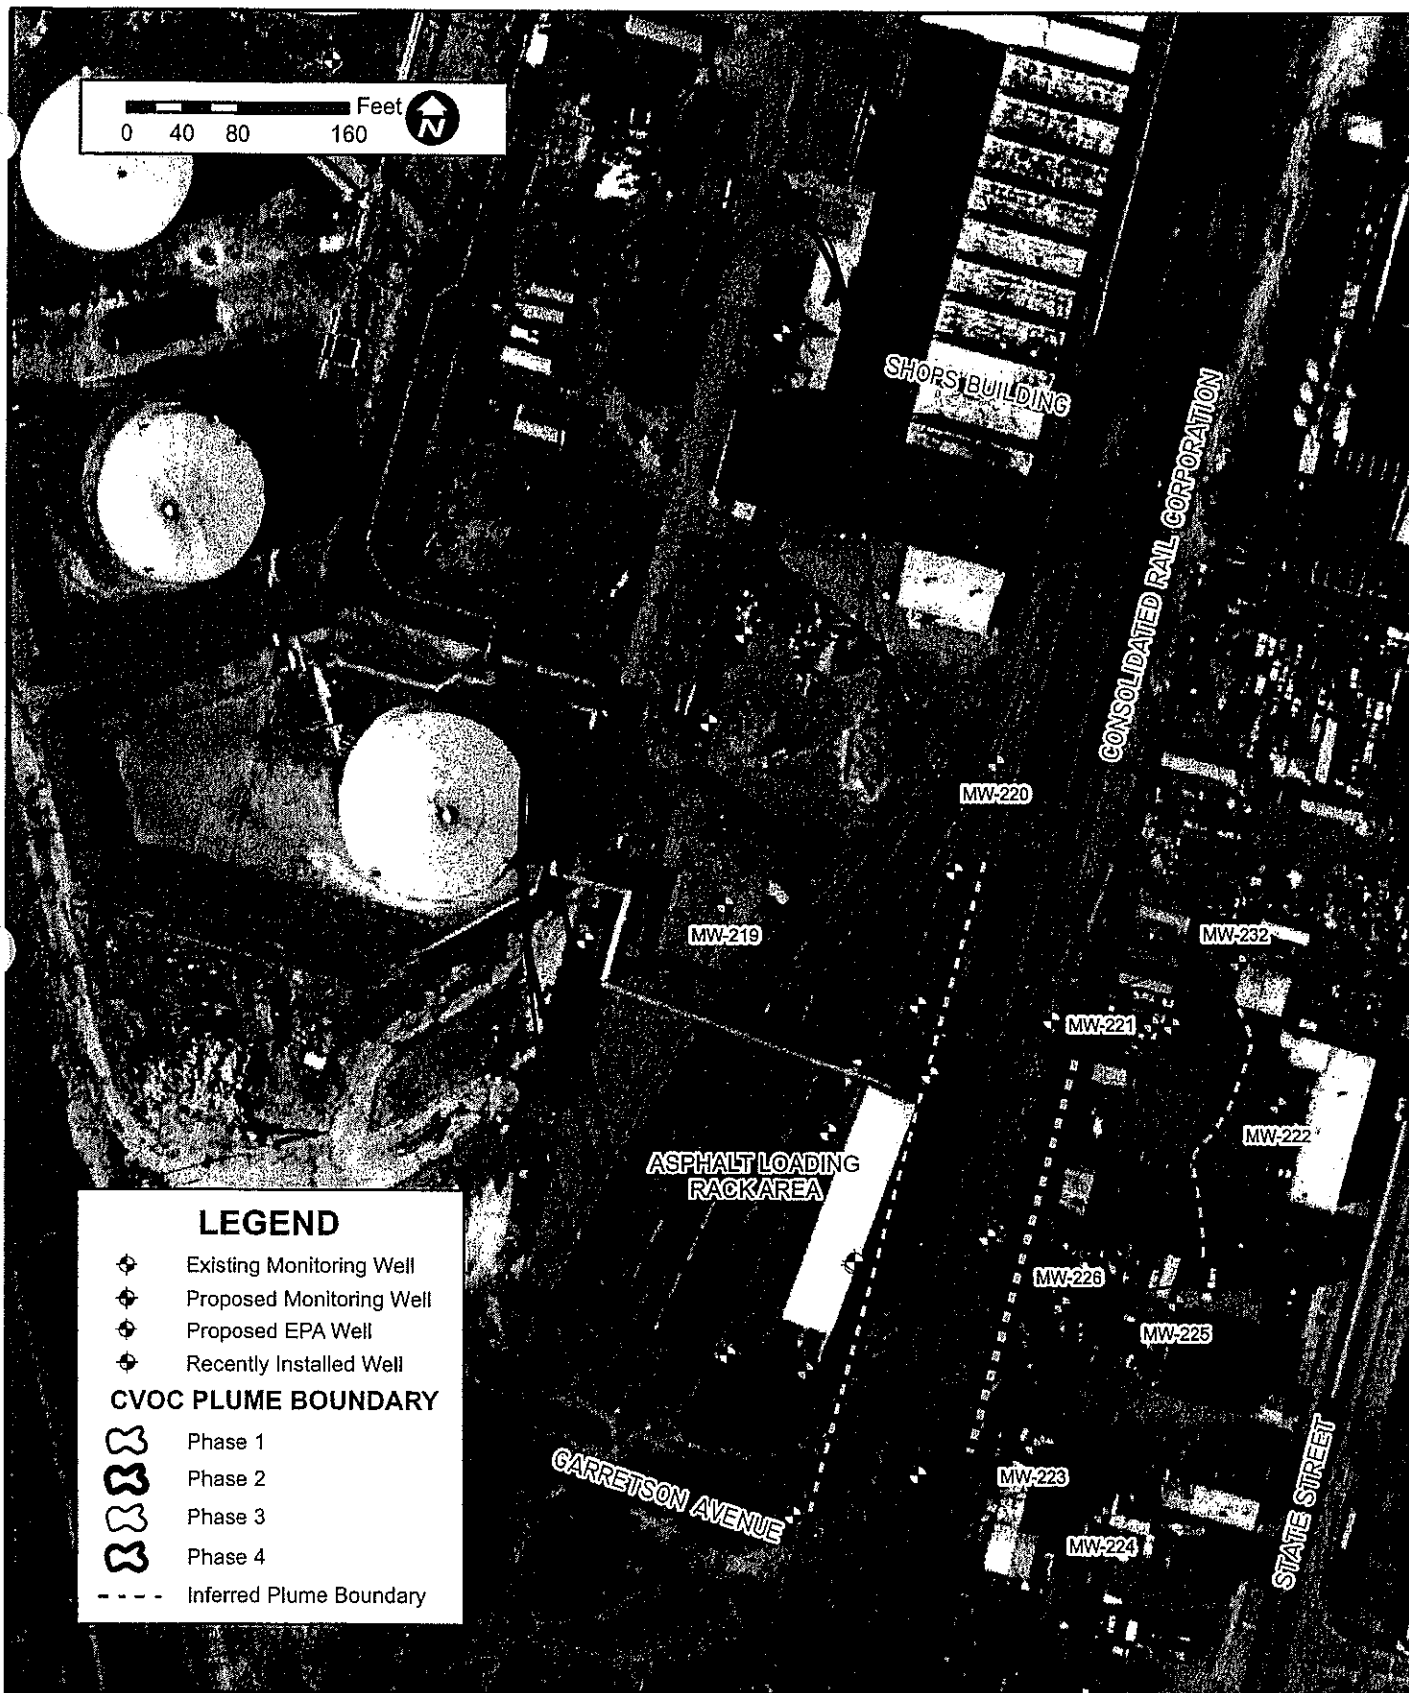 Feet
0 40 80 160
N
SHOPS BUILDING
CONSOLIDATED RAIL CORPORATION
MW-220
MW-219
MW-232
MW-221
MW-222
ASPHALT LOADING
RACK AREA
MW-226
MW-225
MW-223
GARRETSON AVENUE
MW-224
STATE STREET
LEGEND
Existing Monitoring Well
Proposed Monitoring Well
Proposed EPA Well
Recently Installed Well
CVOC PLUME BOUNDARY
Phase 1
Phase 2
Phase 3
Phase 4
Inferred Plume Boundary